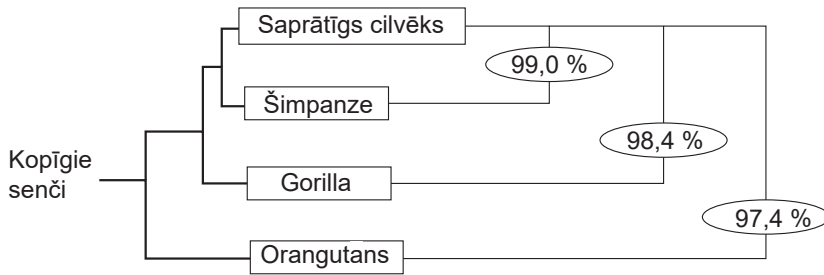 Saprātīgs cilvēks
99,0 %
Šimpanze
98,4 %
Kopīgie
senči
Gorilla
97,4 %
Orangutans